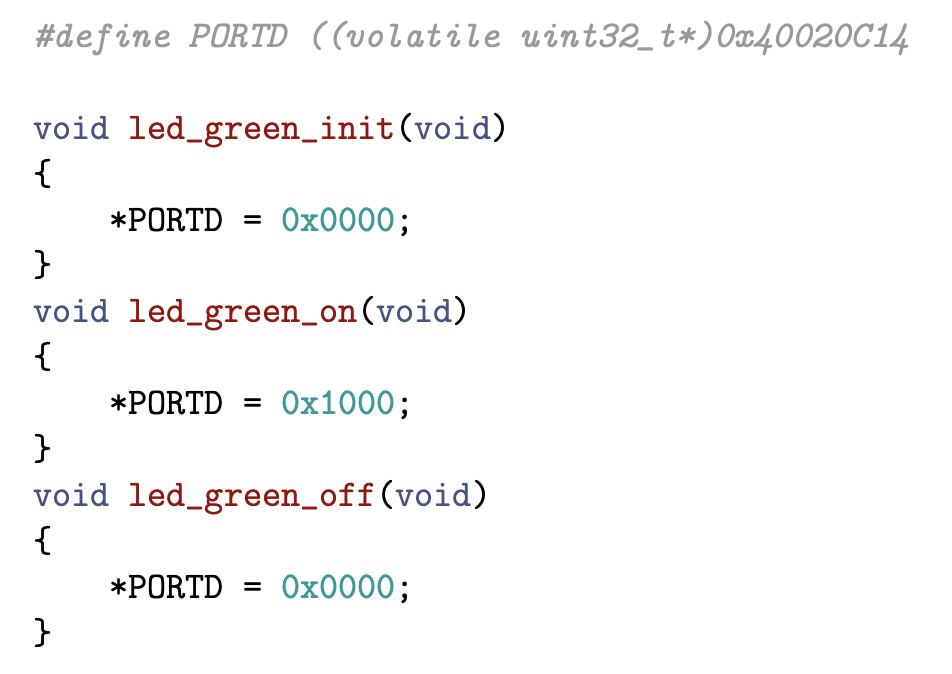 #define PORTD ((volatile uint32_t*)0x40020C14

void led_green_init(void)
{
    *PORTD = 0x0000;
}
void led_green_on(void)
{
    *PORTD = 0x1000;
}
void led_green_off(void)
{
    *PORTD = 0x0000;
}